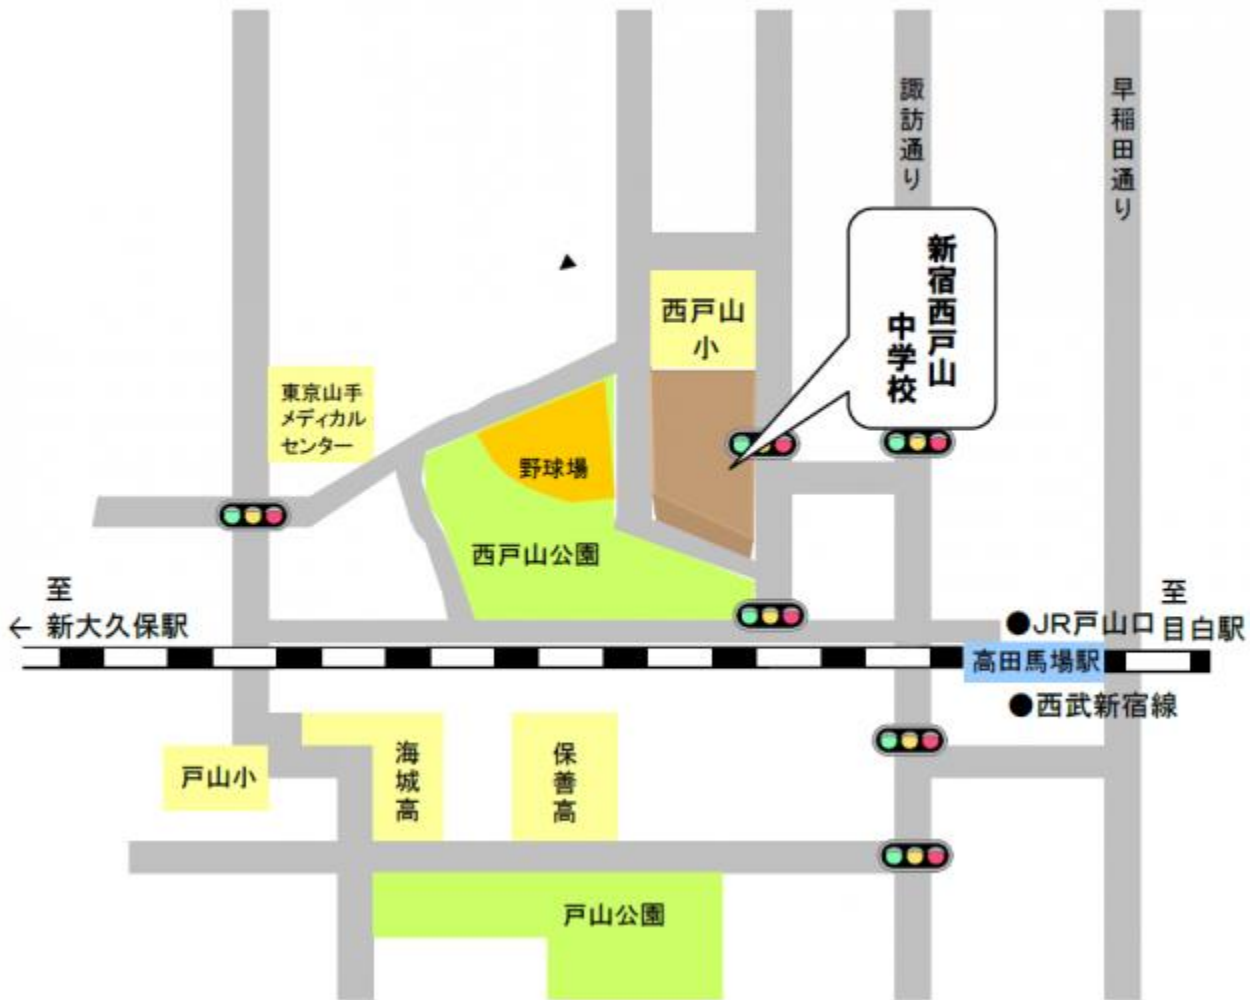 諏訪通り
早稲田通り
新宿西戸山
中学校
西戸山
小
東京山手
メディカル
センター
野球場
西戸山公園
至
← 新大久保駅
●JR戸山口
至
目白駅
高田馬場駅
●西武新宿線
戸山小
海城高
保善高
戸山公園